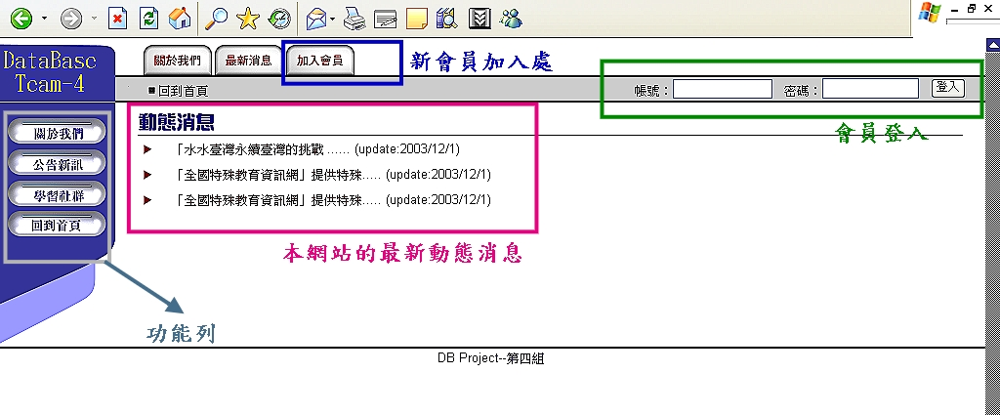 DataBase
Team-4
關於我們
最新消息
加入會員
新會員加入處
■回到首頁
帳號：
密碼：
登入
會員登入
關於我們
公告新訊
學習社群
回到首頁
動態消息
「水水臺灣永續臺灣的挑戰 ...... (update:2003/12/1)
「全國特殊教育資訊網」提供特殊..... (update:2003/12/1)
「全國特殊教育資訊網」提供特殊..... (update:2003/12/1)
本網站的最新動態消息
功能列
DB Project--第四組